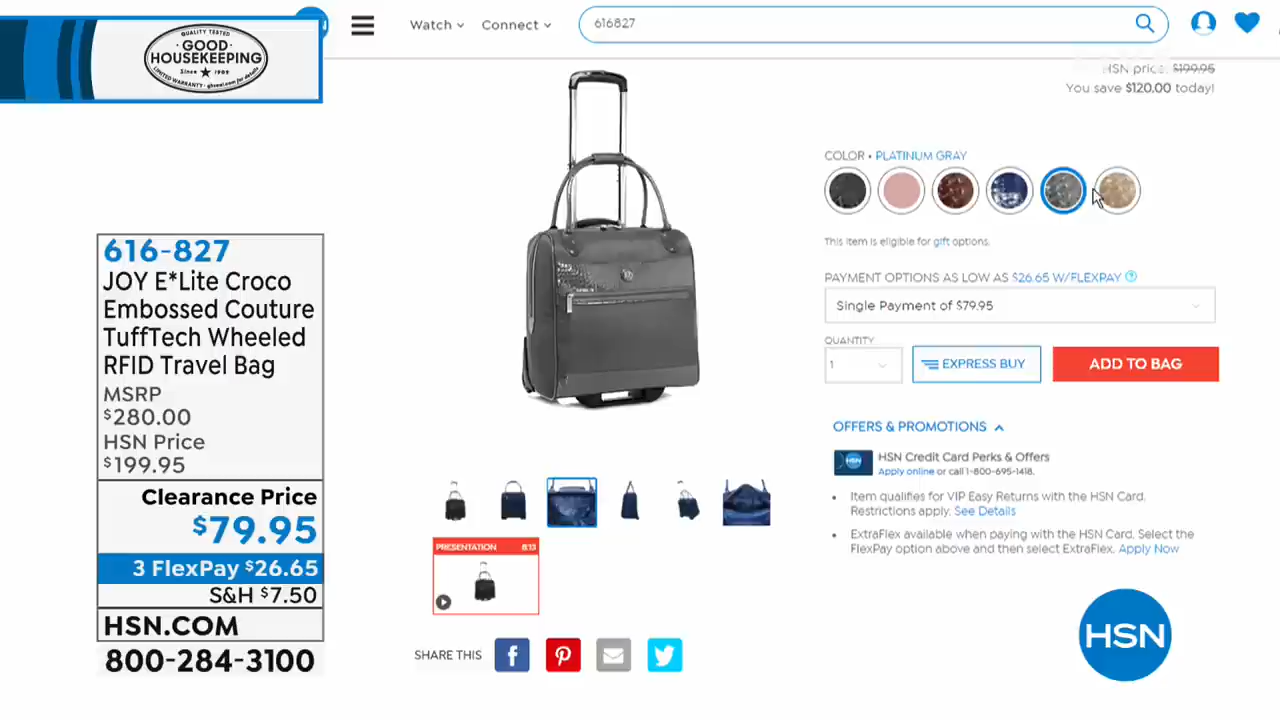 QUALITY TESTED
GOOD
HOUSEKEEPING
Since ★ 1909
LIMITED WARRANTY • ghseal.com for details
Watch
Connect
616827
HSN price: $199.95
You save $120.00 today!
COLOR • PLATINUM GRAY
This item is eligible for gift options.
PAYMENT OPTIONS AS LOW AS $26.65 W/FLEXPAY ?
Single Payment of $79.95
QUANTITY
1
EXPRESS BUY
ADD TO BAG
OFFERS & PROMOTIONS
HSN
HSN Credit Card Perks & Offers
Apply online or call 1-800-695-1418.
• Item qualifies for VIP Easy Returns with the HSN Card.
Restrictions apply. See Details
• ExtraFlex available when paying with the HSN Card. Select the
FlexPay option above and then select ExtraFlex. Apply Now
616-827
JOY E*Lite Croco
Embossed Couture
TuffTech Wheeled
RFID Travel Bag
MSRP
$280.00
HSN Price
$199.95
Clearance Price
$79.95
3 FlexPay $26.65
S&H $7.50
HSN.COM
800-284-3100
PRESENTATION 8:13
SHARE THIS
HSN